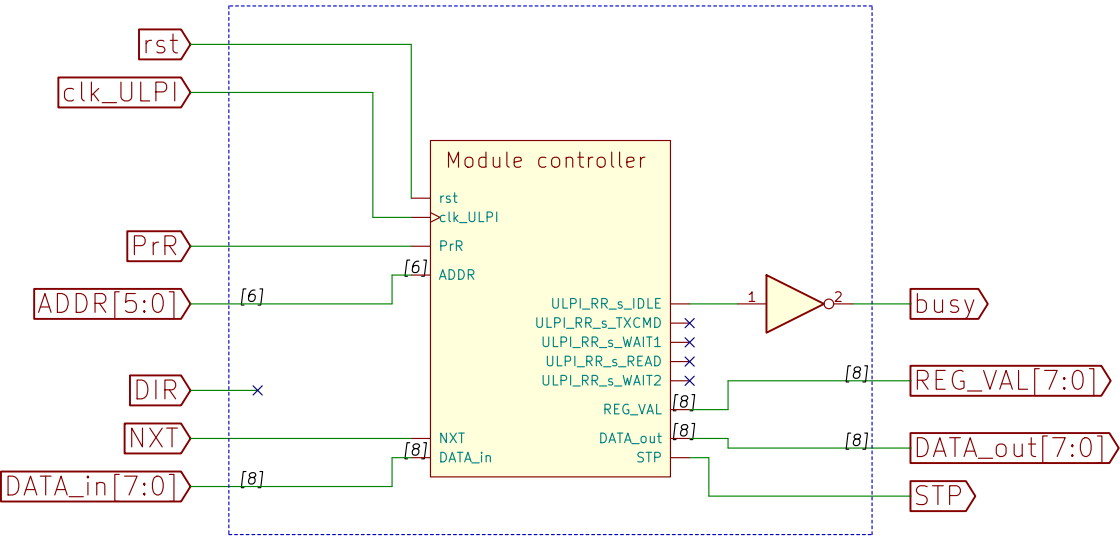 rst
clk_ULPI
Module controller
rst
clk_ULPI
PrR
PrR
[6]
ADDR
ADDR[5:0]
[6]
ULPI_RR_s_IDLE
1
2
busy
ULPI_RR_s_TXCMD
ULPI_RR_s_WAIT1
ULPI_RR_s_READ
ULPI_RR_s_WAIT2
[8]
REG_VAL[7:0]
DIR
REG_VAL
[8]
NXT
NXT
DATA_out
[8]
[8]
DATA_out[7:0]
[8]
DATA_in
STP
DATA_in[7:0]
[8]
STP